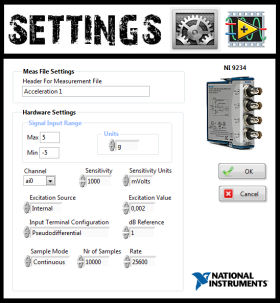 SETTINGS
Meas File Settings
Header For Measurement File
Acceleration 1
NI 9234
Hardware Settings
Signal Input Range
Max 5
Units
g
Min -5
Channel
Sensitivity
Sensitivity Units
ai0
1000
mVolts
OK
Cancel
Excitation Source
Excitation Value
Internal
0,002
Input Terminal Configuration
dB Reference
Pseudodifferential
1
Sample Mode
Nr of Samples
Rate
Continuous
10000
25600
NATIONAL
INSTRUMENTS